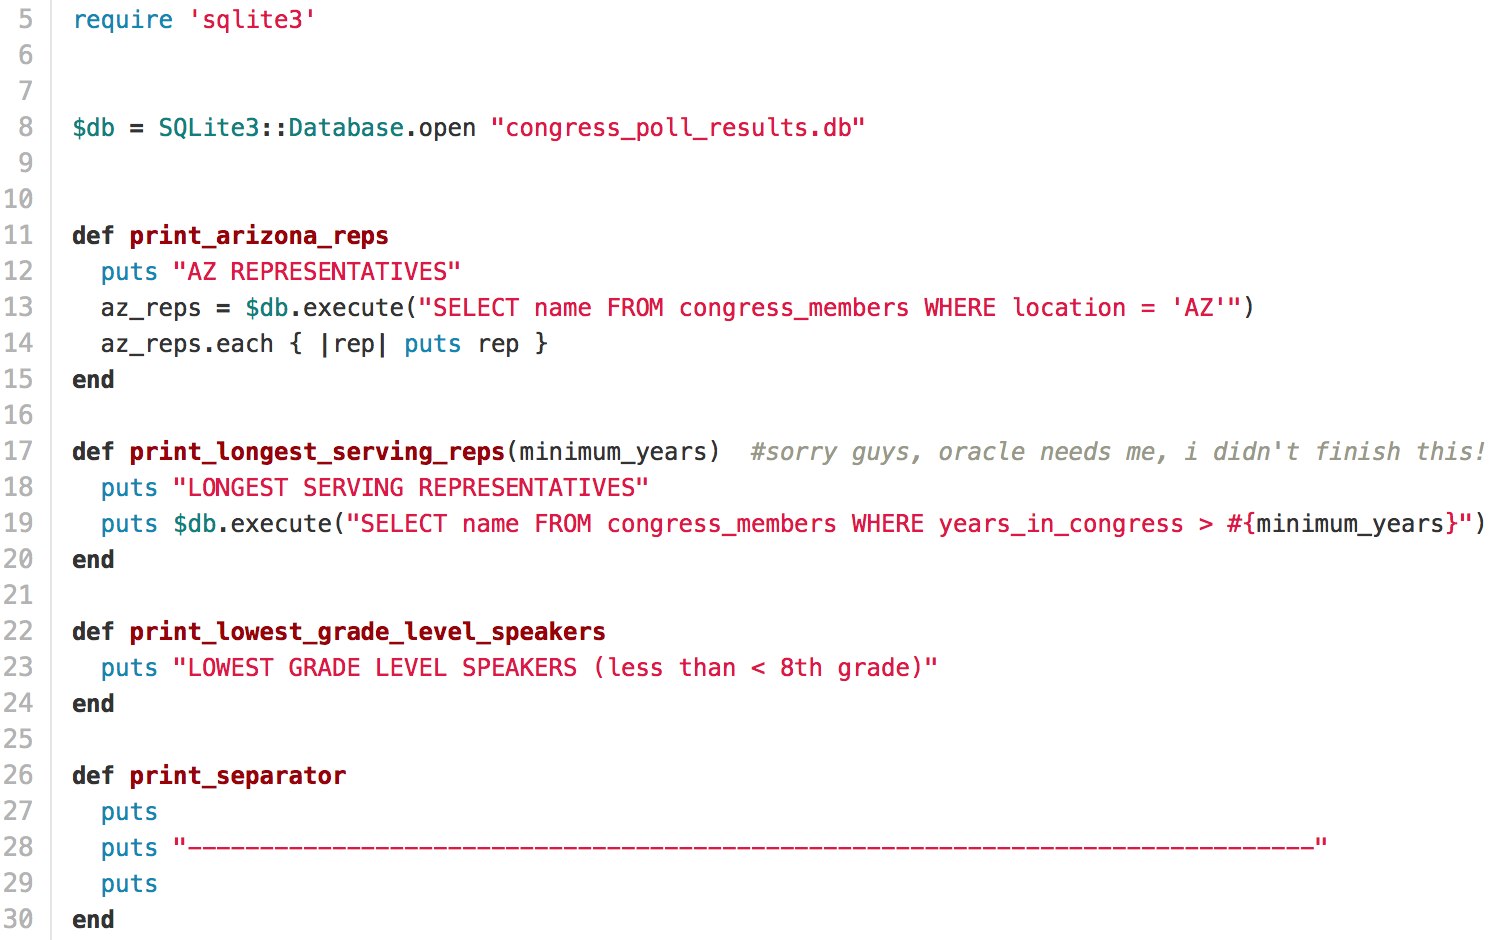 5 require 'sqlite3'
6
7
8 $db = SQLite3::Database.open "congress_poll_results.db"
9
10
11 def print_arizona_reps
12   puts "AZ REPRESENTATIVES"
13   az_reps = $db.execute("SELECT name FROM congress_members WHERE location = 'AZ'")
14   az_reps.each { |rep| puts rep }
15 end
16
17 def print_longest_serving_reps(minimum_years)  #sorry guys, oracle needs me, i didn't finish this!
18   puts "LONGEST SERVING REPRESENTATIVES"
19   puts $db.execute("SELECT name FROM congress_members WHERE years_in_congress > #{minimum_years}")
20 end
21
22 def print_lowest_grade_level_speakers
23   puts "LOWEST GRADE LEVEL SPEAKERS (less than < 8th grade)"
24 end
25
26 def print_separator
27   puts
28   puts "------------------------------------------------------------------------------"
29   puts
30 end